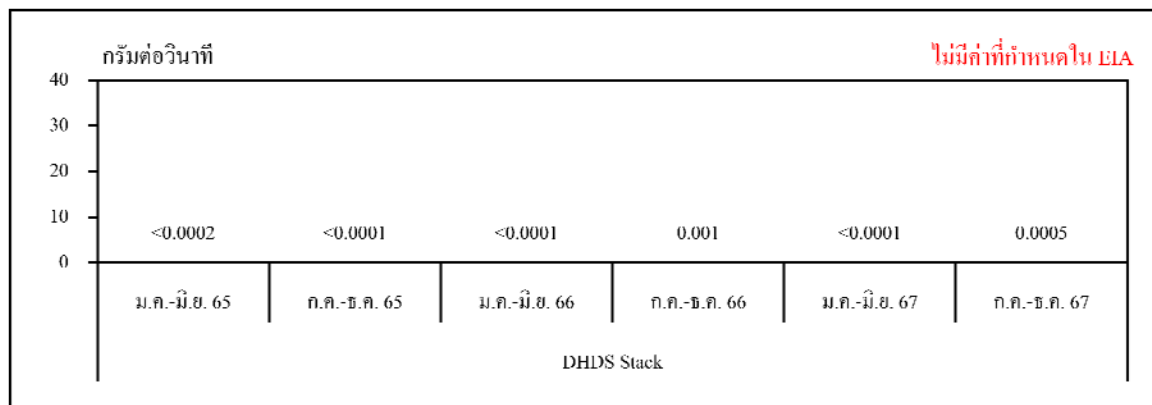 กรัมต่อวินาที
ไม่มีค่าที่กำหนดใน EIA
40
30
20
10
0
<0.0002 <0.0001 <0.0001 0.001 <0.0001 0.0005
ม.ค.-มิ.ย. 65 ก.ค.-ธ.ค. 65 ม.ค.-มิ.ย. 66 ก.ค.-ธ.ค. 66 ม.ค.-มิ.ย. 67 ก.ค.-ธ.ค. 67
DHDS Stack